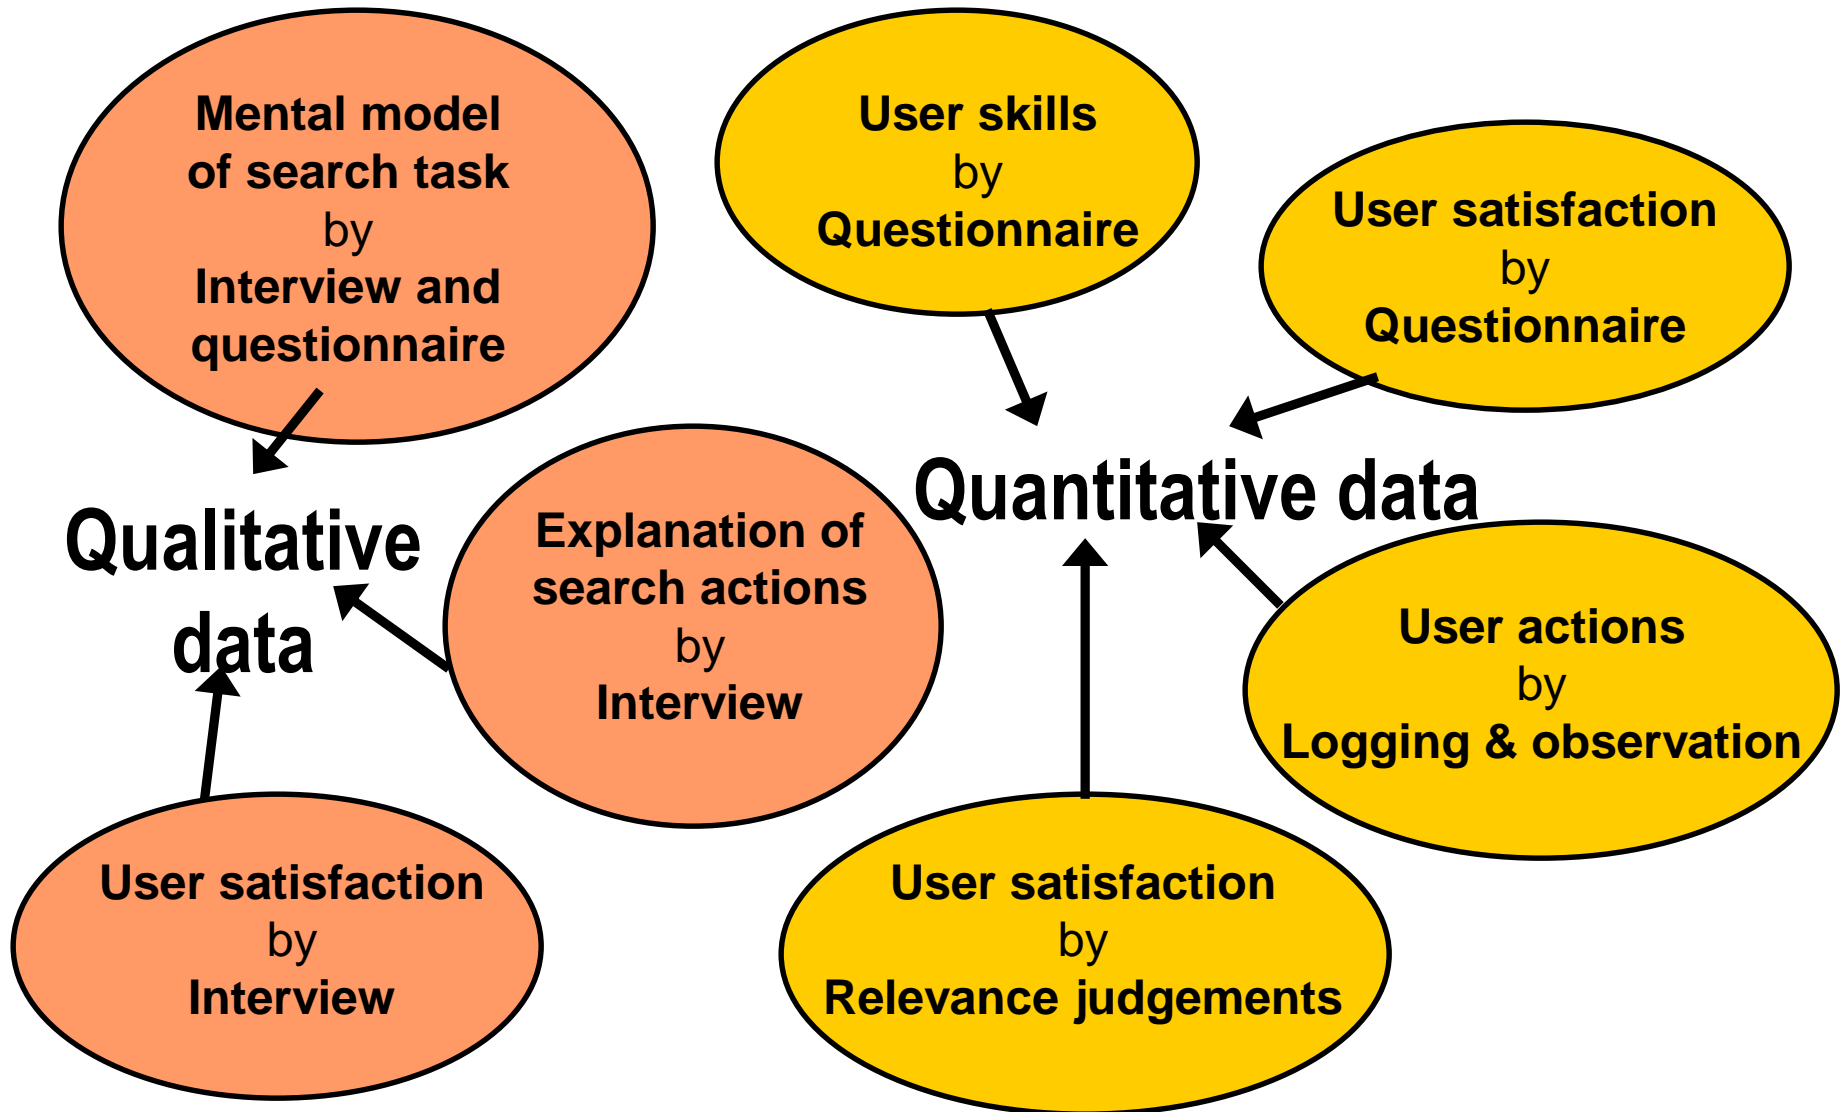 Mental model
of search task
by
Interview and
questionnaire
User skills
by
Questionnaire
User satisfaction
by
Questionnaire
Qualitative
data
Explanation of
search actions
by
Interview
Quantitative data
User actions
by
Logging & observation
User satisfaction
by
Interview
User satisfaction
by
Relevance judgements